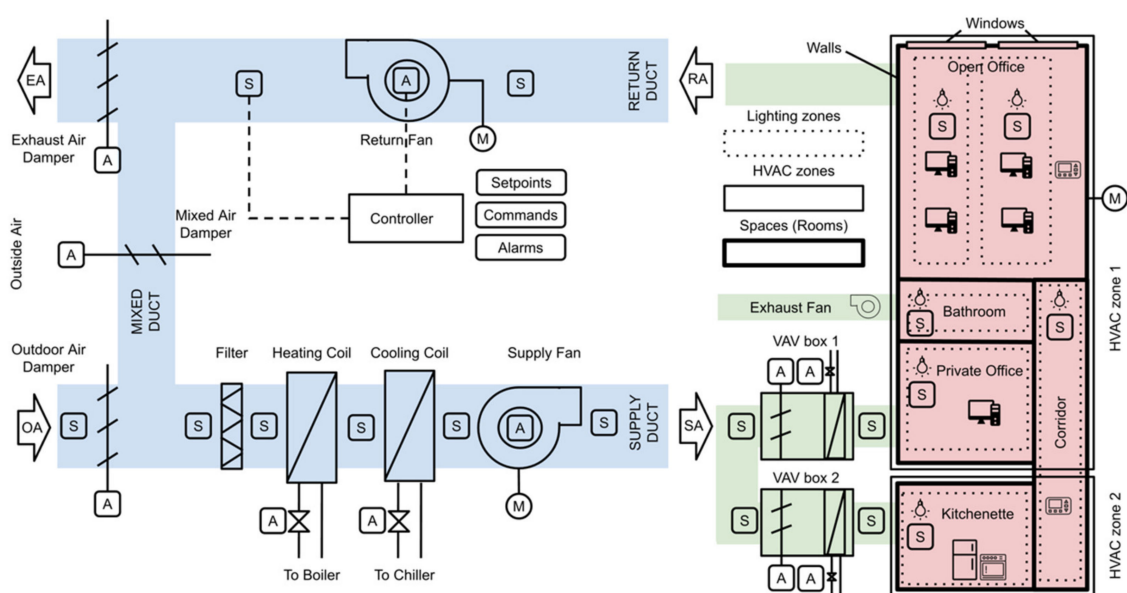 Windows
Walls
Open Office
EA
S
A
S
RETURN
DUCT
RA
Exhaust Air
Damper
A
Return Fan
M
Lighting zones
S
S
HVAC zones
Spaces (Rooms)
M
Setpoints
Commands
Alarms
Controller
Outside Air
A
Mixed Air
Damper
MIXED
DUCT
HVAC zone 1
Exhaust Fan
S
Bathroom
S
Outdoor Air
Damper
Filter
Heating Coil
Cooling Coil
Supply Fan
VAV box 1
A
A
Private Office
S
Corridor
OA
S
S
S
S
S
A
S
SUPPLY
DUCT
SA
S
S
A
M
VAV box 2
A
A
To Boiler
To Chiller
S
S
A
A
Kitchenette
S
HVAC zone 2